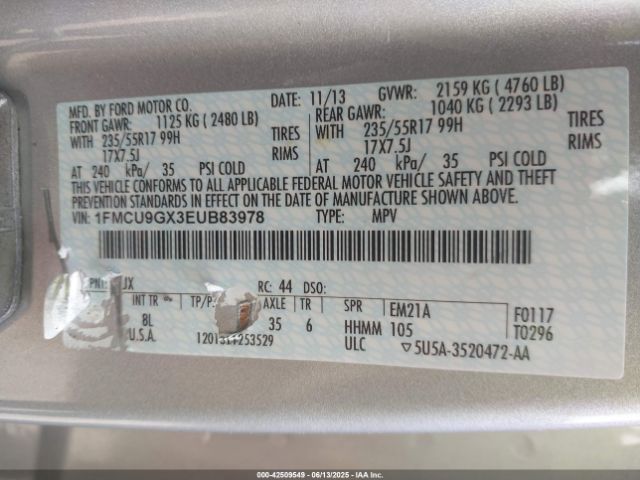 MFD. BY FORD MOTOR CO.
DATE: 11/13 GVWR: 2159 KG ( 4760 LB)
FRONT GAWR: 1125 KG ( 2480 LB) REAR GAWR: 1040 KG ( 2293 LB)
WITH 235/55R17 99H TIRES WITH 235/55R17 99H TIRES
17X7.5J RIMS 17X7.5J RIMS
AT 240 kPa/ 35 PSI COLD AT 240 kPa/ 35 PSI COLD
THIS VEHICLE CONFORMS TO ALL APPLICABLE FEDERAL MOTOR VEHICLE SAFETY AND THEFT
PREVENTION STANDARDS IN EFFECT ON THE DATE OF MANUFACTURE SHOWN ABOVE.
VIN: 1FMCU9GX3EUB83978 TYPE: MPV
JX RC: 44 DSO:
INT TR TP/P AXLE TR SPR EM21A F0117
8L 35 6 HHMM 105 T0296
U.S.A. ULC ▽5U5A-3520472-AA
000-42509549 - 06/13/2025 - IAAI, Inc.